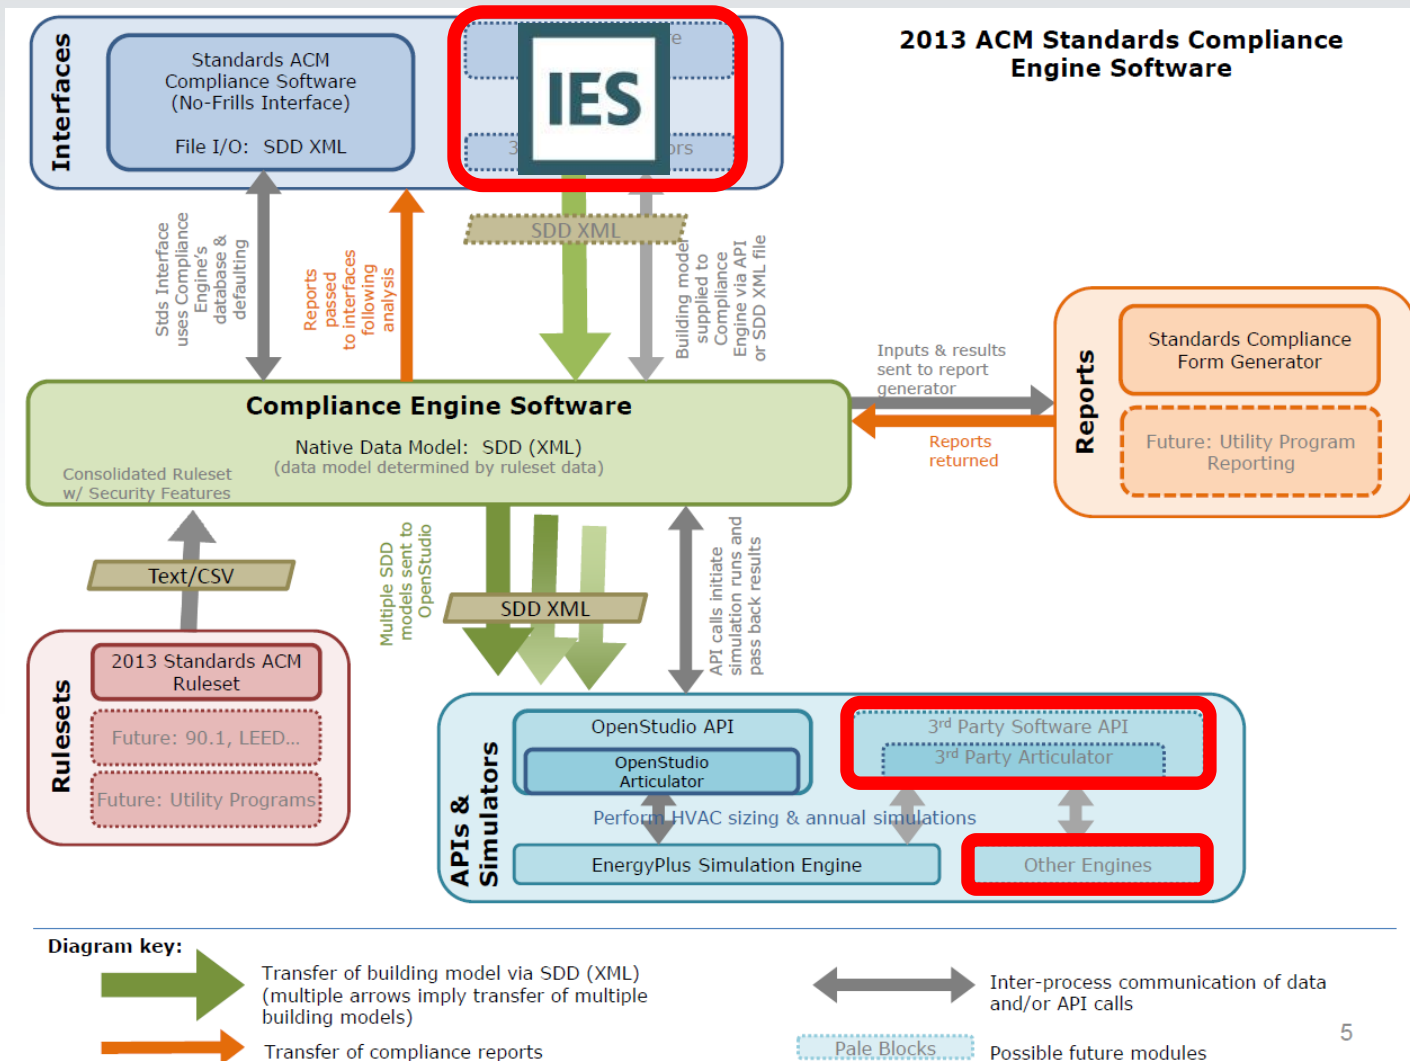 2013 ACM Standards Compliance
Engine Software
Interfaces
Standards ACM
Compliance Software
(No-Frills Interface)
File I/O: SDD XML
IES
Stds Interface
uses Compliance
Engine's
database &
defaulting
Reports
passed
to interfaces
following
analysis
SDD XML
Building model
supplied to
Compliance
Engine via API
or SDD XML file
Compliance Engine Software
Native Data Model: SDD (XML)
(data model determined by ruleset data)
Consolidated Ruleset
w/ Security Features
Inputs & results
sent to report
generator
Reports
returned
Reports
Standards Compliance
Form Generator
Future: Utility Program
Reporting
Text/CSV
Multiple SDD
models sent to
OpenStudio
SDD XML
API calls initiate
simulation runs and
pass back results
Rulesets
2013 Standards ACM
Ruleset
Future: 90.1, LEED...
Future: Utility Programs
APIs &
Simulators
OpenStudio API
OpenStudio
Articulator
3rd Party Software API
3rd Party Articulator
Perform HVAC sizing & annual simulations
EnergyPlus Simulation Engine
Other Engines
Diagram key:
Transfer of building model via SDD (XML)
(multiple arrows imply transfer of multiple
building models)
Transfer of compliance reports
Inter-process communication of data
and/or API calls
Pale Blocks
Possible future modules
5